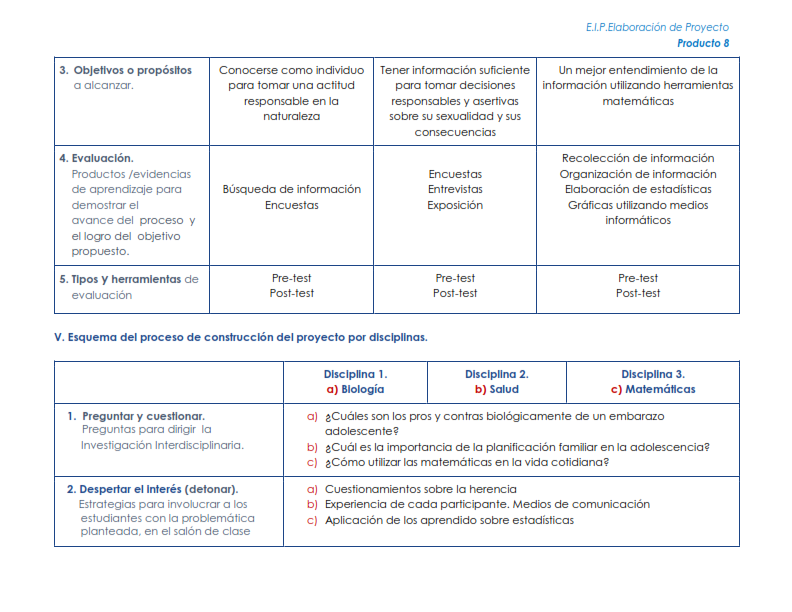 E.I.P.Elaboración de Proyecto
Producto 8
3. Objetivos o propósitos
a alcanzar.
Conocerse como individuo
para tomar una actitud
responsable en la
naturaleza
Tener información suficiente
para tomar decisiones
responsables y asertivas
sobre su sexualidad y sus
consecuencias
Un mejor entendimiento de la
información utilizando herramientas
matemáticas
4. Evaluación.
Productos /evidencias
de aprendizaje para
demostrar el
avance del proceso y
el logro del objetivo
propuesto.
Búsqueda de información
Encuestas
Encuestas
Entrevistas
Exposición
Recolección de información
Organización de información
Elaboración de estadísticas
Gráficas utilizando medios
informáticos
5. Tipos y herramientas de
evaluación
Pre-test
Post-test
Pre-test
Post-test
Pre-test
Post-test
V. Esquema del proceso de construcción del proyecto por disciplinas.
Disciplina 1.
a) Biología
Disciplina 2.
b) Salud
Disciplina 3.
c) Matemáticas
1. Preguntar y cuestionar.
Preguntas para dirigir la
Investigación Interdisciplinaria.
a) ¿Cuáles son los pros y contras biológicamente de un embarazo
adolescente?
b) ¿Cuál es la importancia de la planificación familiar en la adolescencia?
c) ¿Cómo utilizar las matemáticas en la vida cotidiana?
2. Despertar el interés (detonar).
Estrategias para involucrar a los
estudiantes con la problemática
planteada, en el salón de clase
a) Cuestionamientos sobre la herencia
b) Experiencia de cada participante. Medios de comunicación
c) Aplicación de los aprendido sobre estadísticas